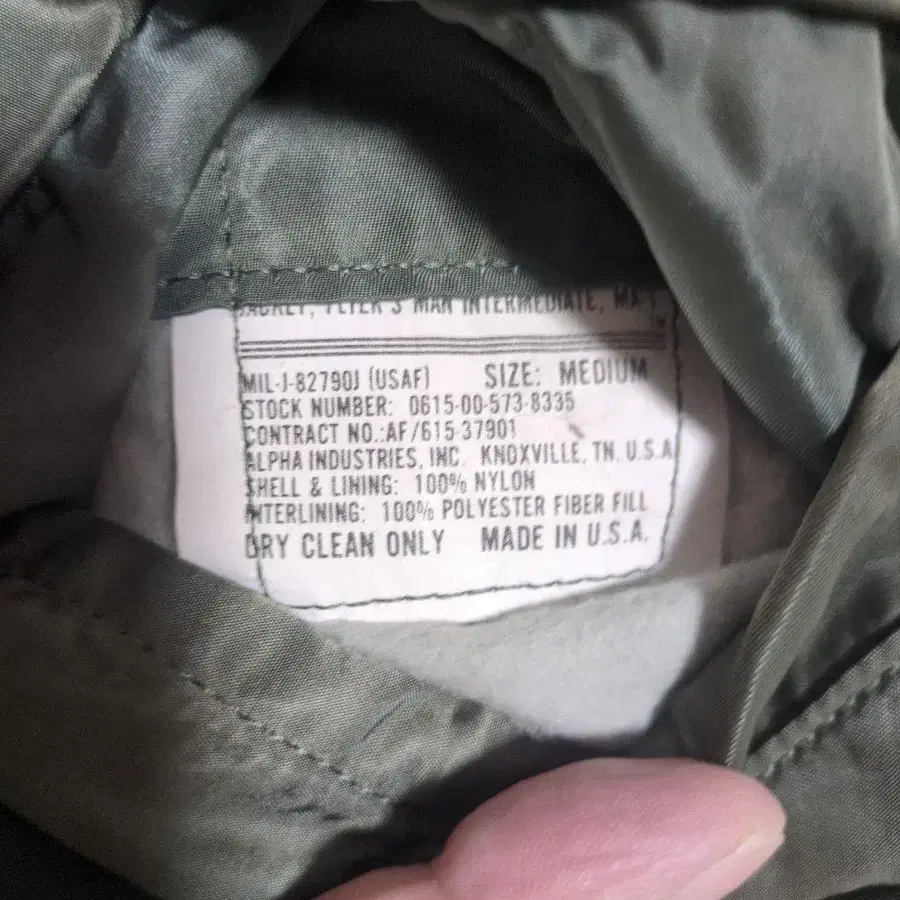 JACKET, FLYER'S MAN INTERMEDIATE, MA-1
MIL-J-82790J (USAF) SIZE: MEDIUM
STOCK NUMBER: 0615-00-573-8335
CONTRACT NO.:AF/615-37901
ALPHA INDUSTRIES, INC. KNOXVILLE, TN. U.S.A
SHELL & LINING: 100% NYLON
INTERLINING: 100% POLYESTER FIBER FILL
DRY CLEAN ONLY MADE IN U.S.A.